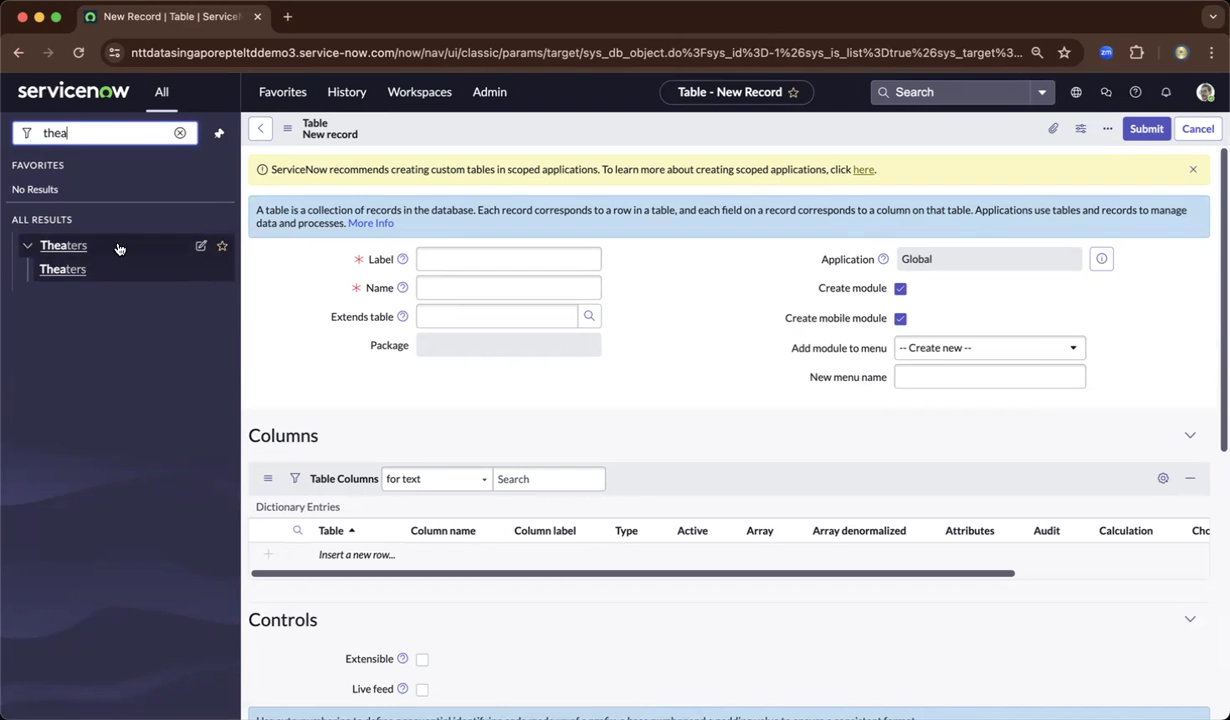 New Record | Table | ServiceN
nttdatasingaporepteltddemo3.service-now.com/now/nav/ui/classic/params/target/sys_db_object.do%3Fsys_id%3D-1%26sys_is_list%3Dtrue%26sys_target%3...
servicenow
All
Favorites
History
Workspaces
Admin
Table - New Record
Search
thea
FAVORITES
No Results
ALL RESULTS
Theaters
Theaters
Table
New record
Submit
Cancel
ServiceNow recommends creating custom tables in scoped applications. To learn more about creating scoped applications, click here.
A table is a collection of records in the database. Each record corresponds to a row in a table, and each field on a record corresponds to a column on that table. Applications use tables and records to manage
data and processes. More Info
* Label
* Name
Extends table
Package
Application
Global
Create module
Create mobile module
Add module to menu
-- Create new --
New menu name
Columns
Table Columns
for text
Search
Dictionary Entries
Table
Column name
Column label
Type
Active
Array
Array denormalized
Attributes
Audit
Calculation
Cho
Insert a new row...
Controls
Extensible
Live feed